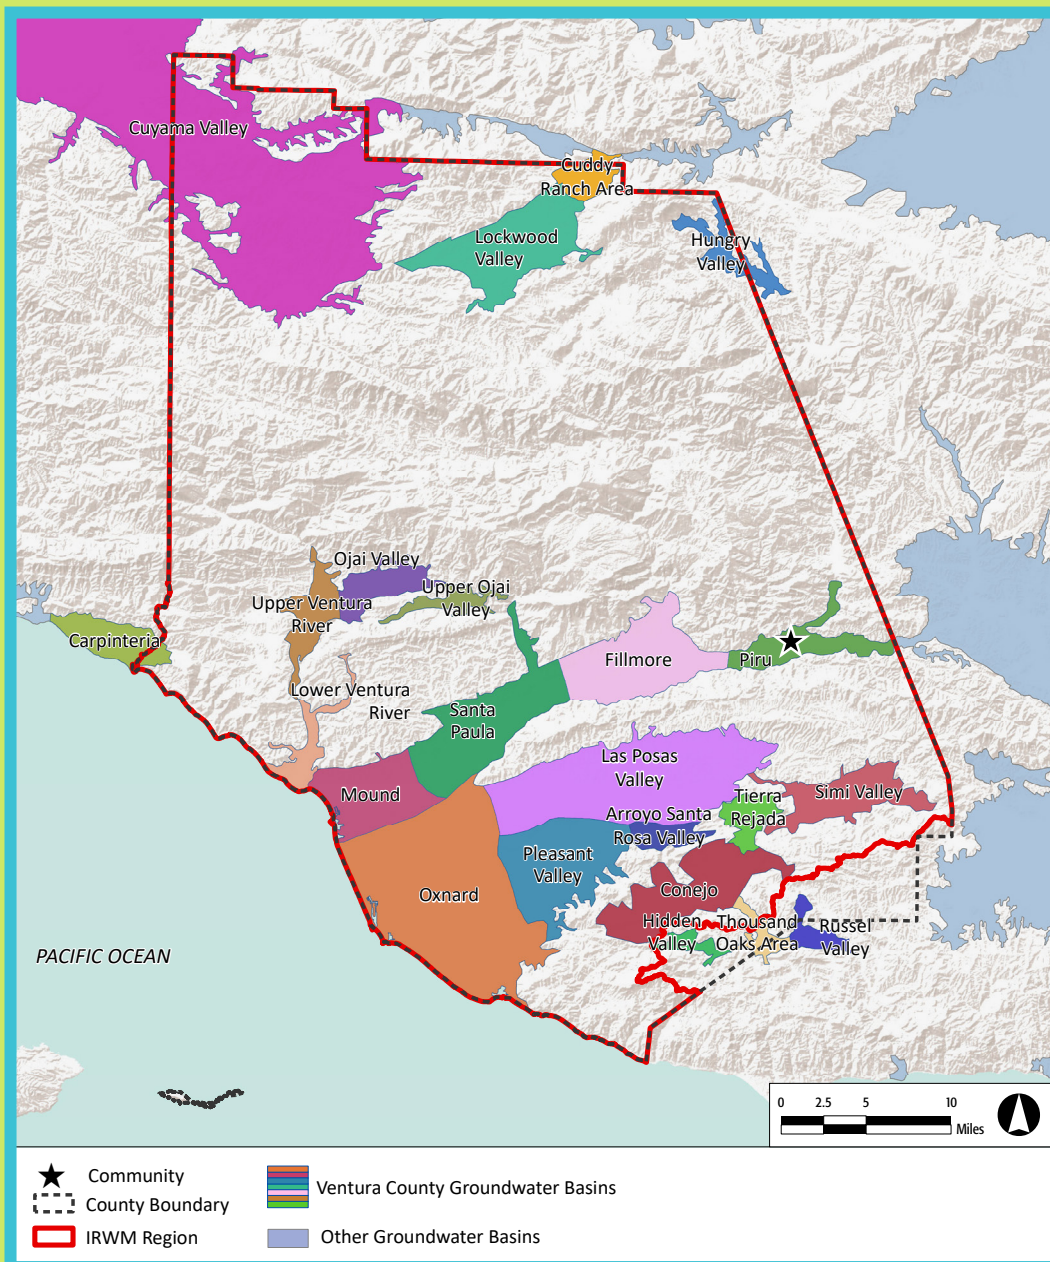 Cuyama Valley
Cuddy
Ranch Area
Lockwood
Valley
Hungry
Valley
Ojai Valley
Upper Ojai
Valley
Upper Ventura
River
Carpinteria
Fillmore
Piru
Lower Ventura
River
Santa
Paula
Las Posas
Valley
Mound
Simi Valley
Tierra
Rejada
Arroyo Santa
Rosa Valley
Pleasant
Valley
Oxnard
Conejo
Hidden
Valley
Thousand
Oaks Area
Russel
Valley
PACIFIC OCEAN
0 2.5 5 10
Miles
Community
County Boundary
IRWM Region
Ventura County Groundwater Basins
Other Groundwater Basins